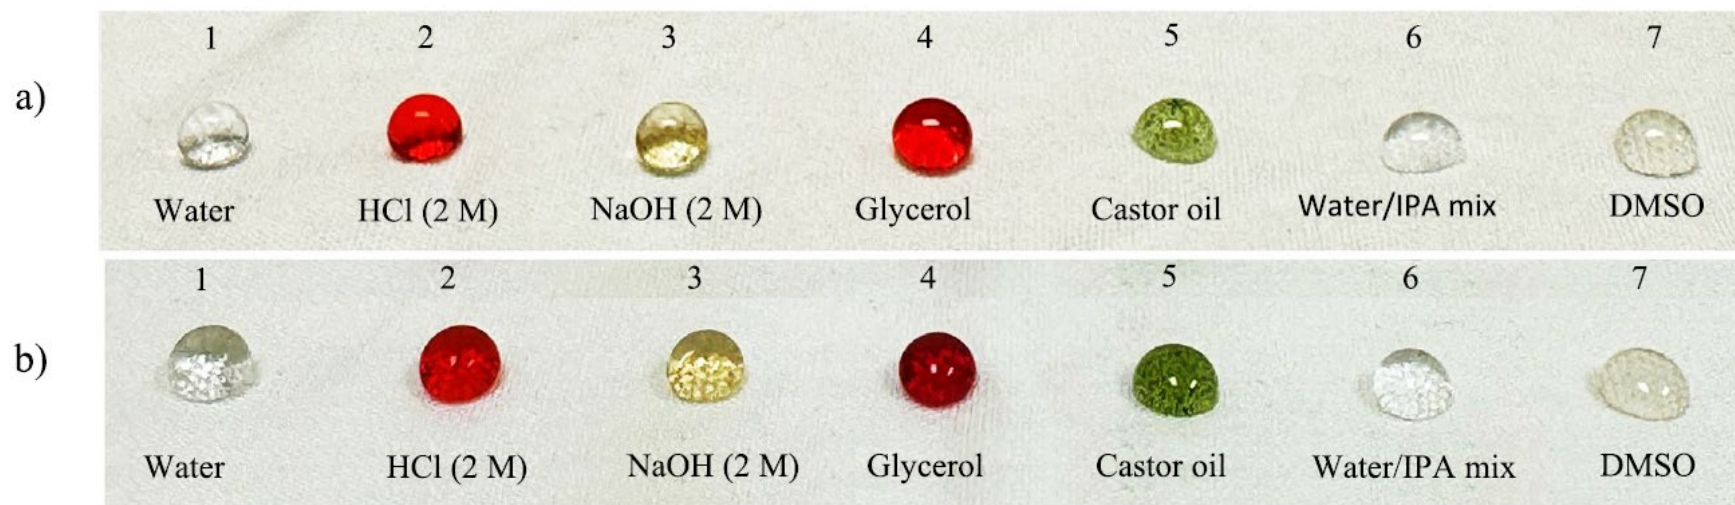 a)
1 2 3 4 5 6 7
Water HCl (2 M) NaOH (2 M) Glycerol Castor oil Water/IPA mix DMSO
b)
1 2 3 4 5 6 7
Water HCl (2 M) NaOH (2 M) Glycerol Castor oil Water/IPA mix DMSO